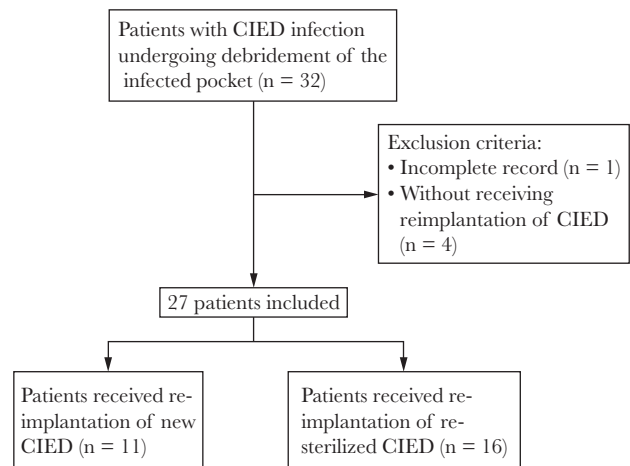 Patients with CIED infection
undergoing debridement of the
infected pocket (n = 32)
Exclusion criteria:
• Incomplete record (n = 1)
• Without receiving
reimplantation of CIED
(n = 4)
27 patients included
Patients received re-
implantation of new
CIED (n = 11)
Patients received re-
implantation of re-
sterilized CIED (n = 16)